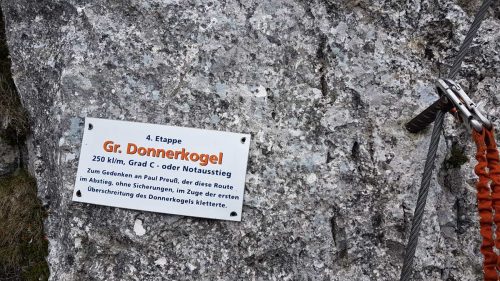 4. Etappe
Gr. Donnerkogel
250 kl/m, Grad C - oder Notausstieg
Zum Gedenken an Paul Preuß, der diese Route
im Abstieg, ohne Sicherungen, im Zuge der ersten
Überschreitung des Donnerkogels kletterte.